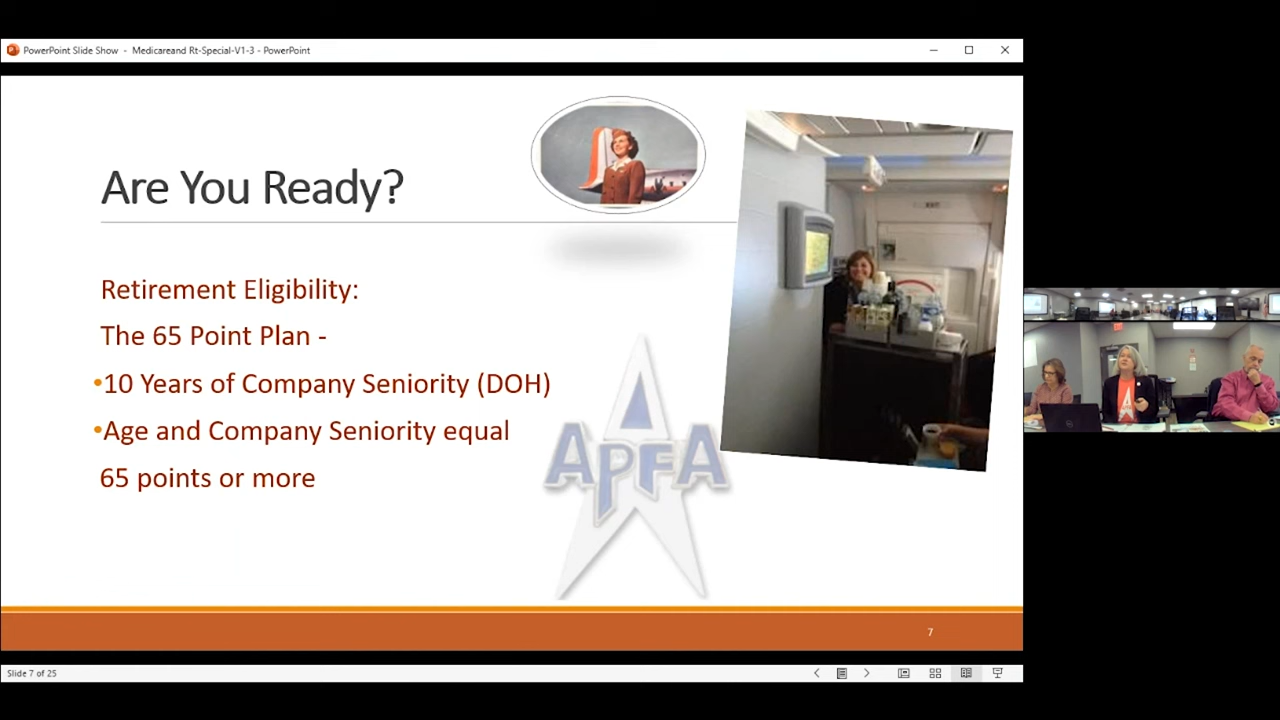 PowerPoint Slide Show - Medicareand Rt-Special-V1-3 - PowerPoint
Are You Ready?
EXIT
Retirement Eligibility:
The 65 Point Plan -
•10 Years of Company Seniority (DOH)
•Age and Company Seniority equal
65 points or more
APFA
7
Slide 7 of 25